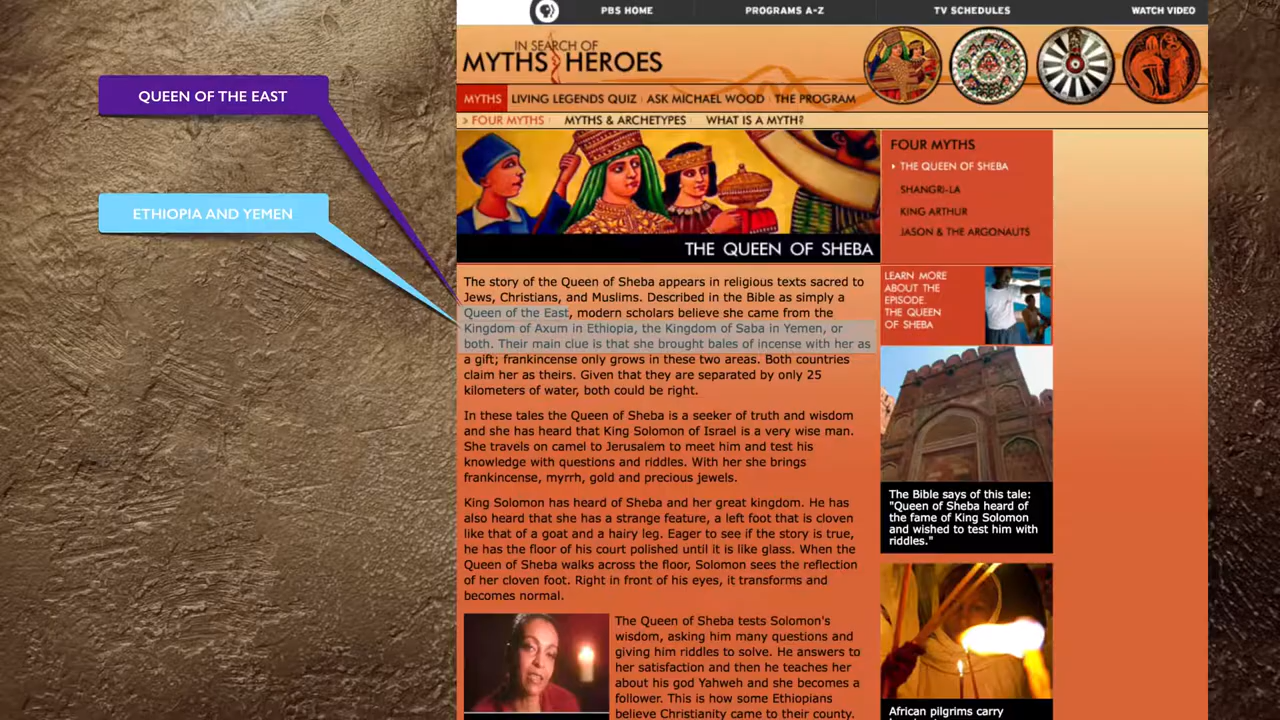 PBS HOME
PROGRAMS A-Z
TV SCHEDULES
WATCH VIDEO
IN SEARCH OF
MYTHS HEROES
QUEEN OF THE EAST
MYTHS
LIVING LEGENDS QUIZ
ASK MICHAEL WOOD
THE PROGRAM
> FOUR MYTHS
MYTHS & ARCHETYPES
WHAT IS A MYTH?
ETHIOPIA AND YEMEN
THE QUEEN OF SHEBA
FOUR MYTHS
THE QUEEN OF SHEBA
SHANGRI-LA
KING ARTHUR
JASON & THE ARGONAUTS
The story of the Queen of Sheba appears in religious texts sacred to
Jews, Christians, and Muslims. Described in the Bible as simply a
Queen of the East, modern scholars believe she came from the
Kingdom of Axum in Ethiopia, the Kingdom of Saba in Yemen, or
both. Their main clue is that she brought bales of incense with her as
a gift; frankincense only grows in these two areas. Both countries
claim her as theirs. Given that they are separated by only 25
kilometers of water, both could be right.
In these tales the Queen of Sheba is a seeker of truth and wisdom
and she has heard that King Solomon of Israel is a very wise man.
She travels on camel to Jerusalem to meet him and test his
knowledge with questions and riddles. With her she brings
frankincense, myrrh, gold and precious jewels.
King Solomon has heard of Sheba and her great kingdom. He has
also heard that she has a strange feature, a left foot that is cloven
like that of a goat and a hairy leg. Eager to see if the story is true,
he has the floor of his court polished until it is like glass. When the
Queen of Sheba walks across the floor, Solomon sees the reflection
of her cloven foot. Right in front of his eyes, it transforms and
becomes normal.
The Queen of Sheba tests Solomon's
wisdom, asking him many questions and
giving him riddles to solve. He answers to
her satisfaction and then he teaches her
about his god Yahweh and she becomes a
follower. This is how some Ethiopians
believe Christianity came to their county.
LEARN MORE
ABOUT THE
EPISODE.
THE QUEEN
OF SHEBA
The Bible says of this tale:
"Queen of Sheba heard of
the fame of King Solomon
and wished to test him with
riddles."
African pilgrims carry